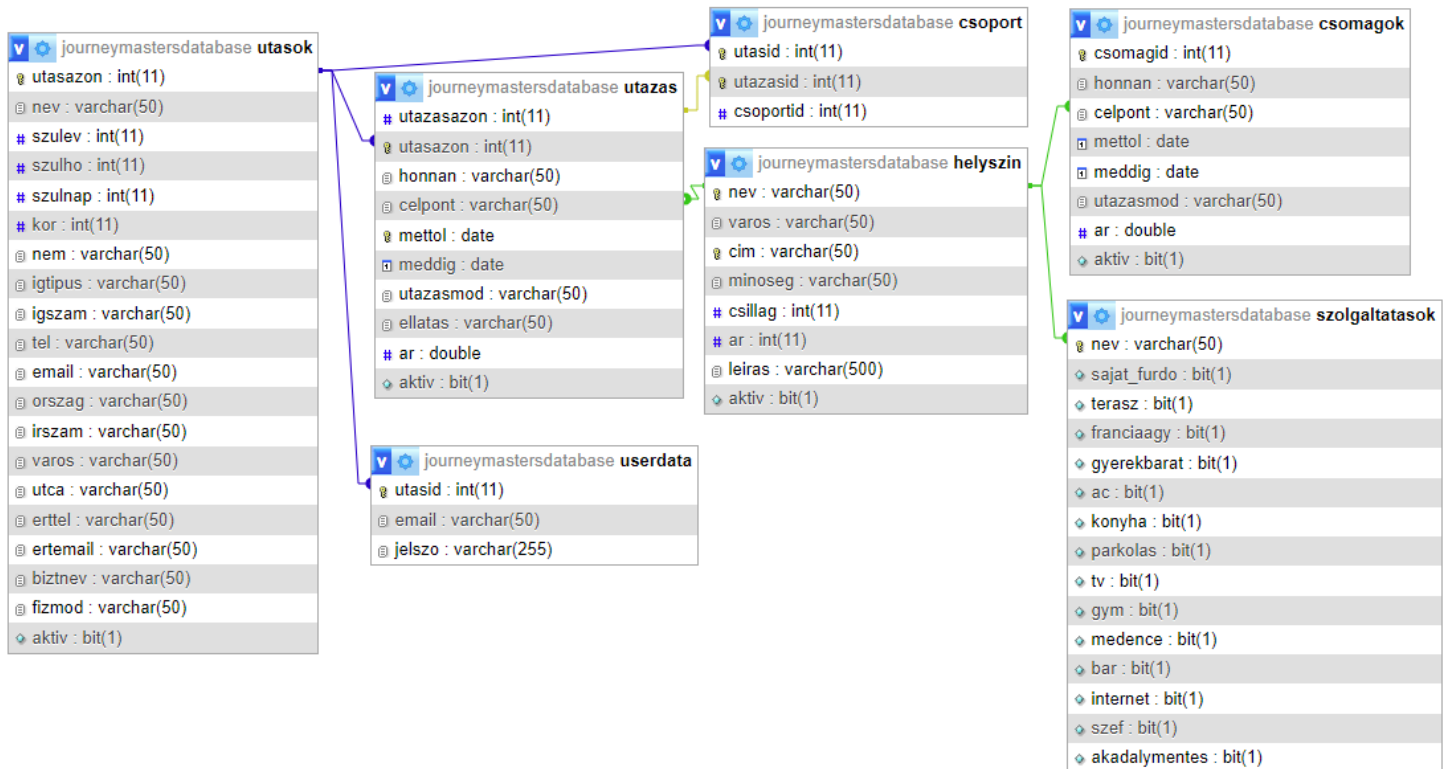 journeymastersdatabase utasok
utasazon : int(11)
nev : varchar(50)
szulev : int(11)
szulho : int(11)
szulnap : int(11)
kor : int(11)
nem : varchar(50)
igtipus : varchar(50)
igszam : varchar(50)
tel : varchar(50)
email : varchar(50)
orszag : varchar(50)
irszam : varchar(50)
varos : varchar(50)
utca : varchar(50)
erttel : varchar(50)
ertemail : varchar(50)
biztnev : varchar(50)
fizmod : varchar(50)
aktiv : bit(1)
journeymastersdatabase utazas
utazasazon : int(11)
utasazon : int(11)
honnan : varchar(50)
celpont : varchar(50)
mettol : date
meddig : date
utazasmod : varchar(50)
ellatas : varchar(50)
ar : double
aktiv : bit(1)
journeymastersdatabase userdata
utasid : int(11)
email : varchar(50)
jelszo : varchar(255)
journeymastersdatabase csoport
utasid : int(11)
utazasid : int(11)
csoportid : int(11)
journeymastersdatabase helyszin
nev : varchar(50)
varos : varchar(50)
cim : varchar(50)
minoseg : varchar(50)
csillag : int(11)
ar : int(11)
leiras : varchar(500)
aktiv : bit(1)
journeymastersdatabase csomagok
csomagid : int(11)
honnan : varchar(50)
celpont : varchar(50)
mettol : date
meddig : date
utazasmod : varchar(50)
ar : double
aktiv : bit(1)
journeymastersdatabase szolgaltatasok
nev : varchar(50)
sajat_furdo : bit(1)
terasz : bit(1)
franciaagy : bit(1)
gyerekbarat : bit(1)
ac : bit(1)
konyha : bit(1)
parkolas : bit(1)
tv : bit(1)
gym : bit(1)
medence : bit(1)
bar : bit(1)
internet : bit(1)
szef : bit(1)
akadalymentes : bit(1)